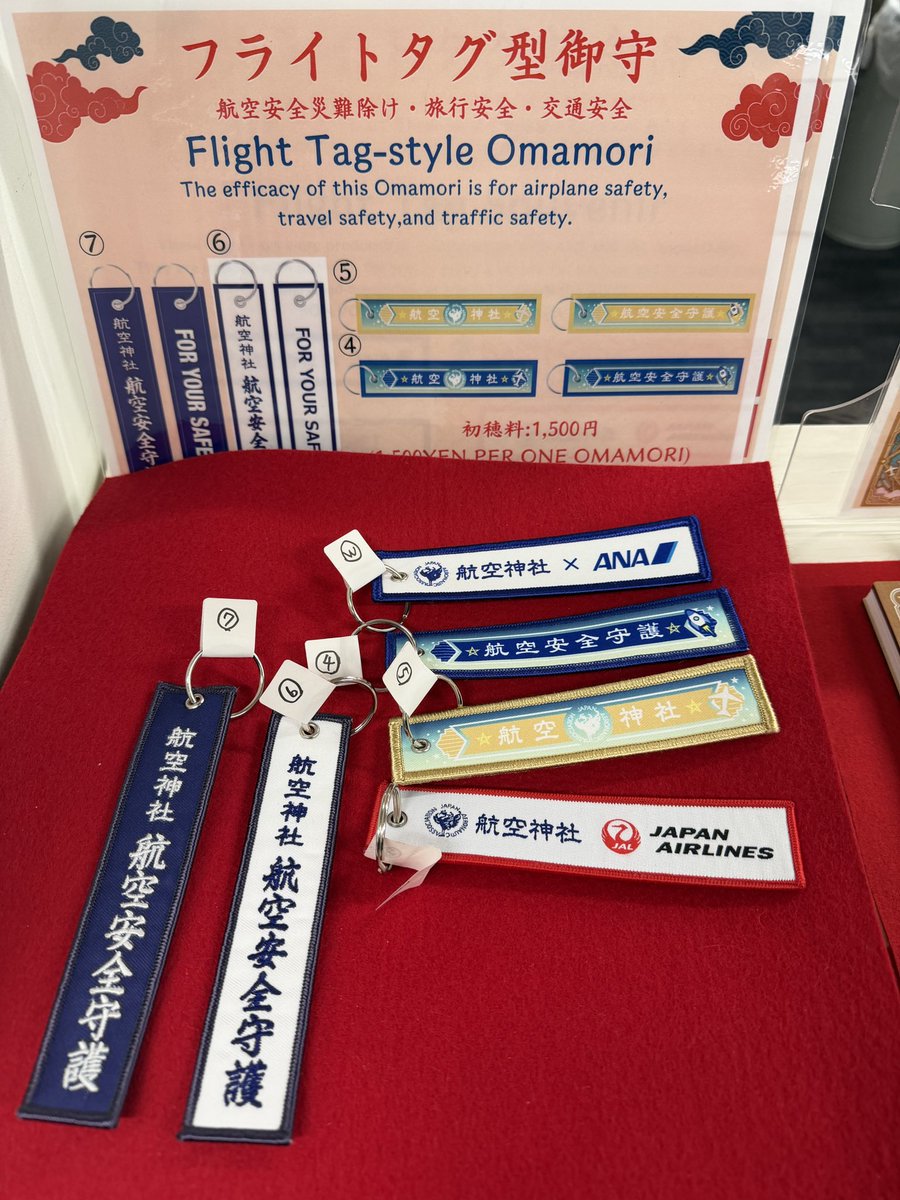 フライトタグ型御守
航空安全災難除け・旅行安全・交通安全
Flight Tag-style Omamori
The efficacy of this Omamori is for airplane safety,
travel safety,and traffic safety.
⑦
⑥
⑤
④
航空神社 航空安全守
FOR YOUR SAFE
航空神社 航空安全守
FOR YOUR SAF
航空 神社
航空安全守護
航空 神社
航空安全守護
初穂料:1,500円
(1,500YEN PER ONE OMAMORI)
③
航空神社 × ANA
④
航空安全守護
⑤
航空 神社
航空神社 JAL JAPAN AIRLINES
⑦
航空神社 航空安全守護
⑥
航空神社 航空安全守護